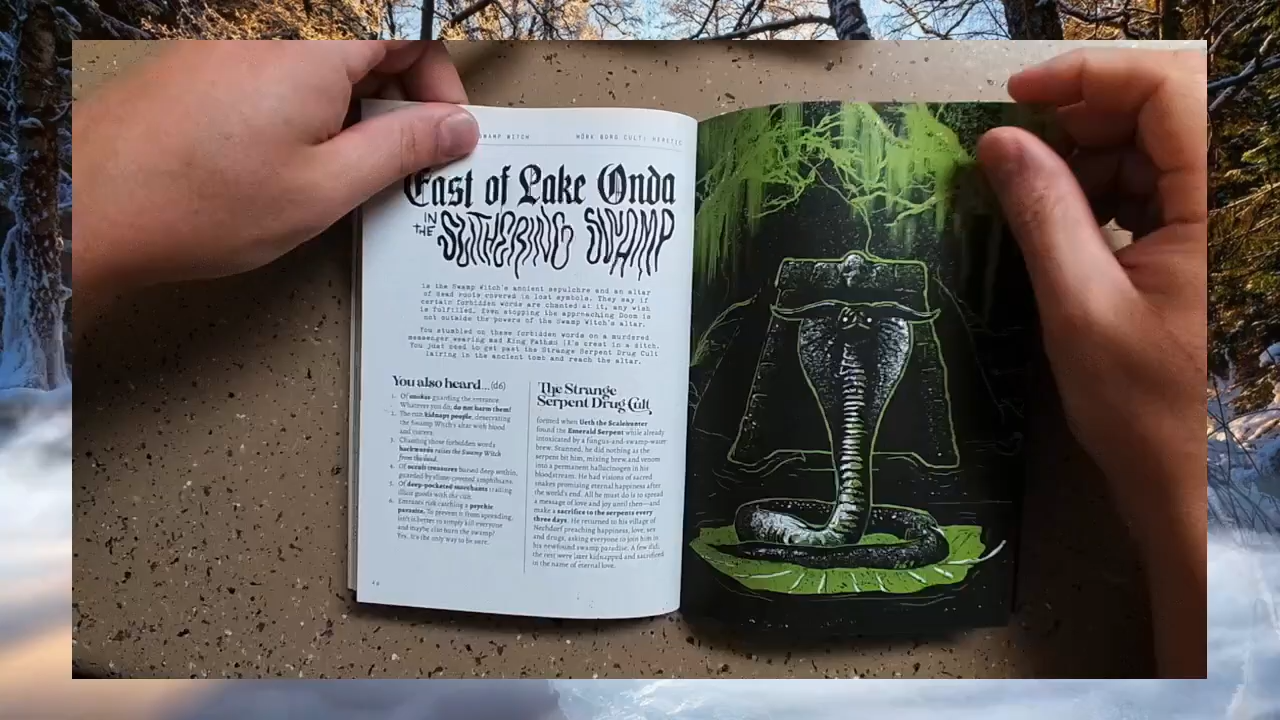 SWAMP WITCH
MÖRK BORG CULT: HERETIC
East of Lake Onda
IN THE SLITHERING SWAMP
is the Swamp Witch's ancient sepulchre and an altar
of dead roots covered in lost symbols. They say if
certain forbidden words are chanted at it, any wish
is fulfilled. Even stopping the approaching Doom is
not outside the powers of the Swamp Witch's altar.
You stumbled on these forbidden words on a murdered
messenger wearing mad King Fathmu IX's crest in a ditch.
You just need to get past the Strange Serpent Drug Cult
lairing in the ancient tomb and reach the altar.
You also heard... (d6)
1. Of snakes guarding the entrance.
Whatever you do, do not harm them!
2. The cult kidnaps people, desecrating
the Swamp Witch's altar with blood
and
3. Chanting those forbidden words
backwards raises the Swamp Witch
from the dead.
4. Of occult treasures buried deep within,
guarded by slime-covered amphibians.
5. Of deep-pocketed merchants trading
illicit goods with the cult.
6. Entrants risk catching a psychic
parasite. To prevent it from spreading,
isn't it better to simply kill everyone
and maybe also burn the swamp?
Yes. It's the only way to be sure.
The Strange
Serpent Drug Cult
formed when Ueth the Scalehunter
found the Emerald Serpent while already
intoxicated by a fungus-and-swamp-water
brew. Stunned, he did nothing as the
serpent bit him, mixing brew and venom
into a permanent hallucinogen in his
bloodstream. He had visions of sacred
snakes promising eternal happiness after
the world's end. All he must do is to spread
a message of love and joy until then—and
make a sacrifice to the serpents every
three days. He returned to his village of
Nechdarf preaching happiness, love, sex
and drugs, asking everyone to join him in
his newfound swamp paradise. A few did;
the rest were later kidnapped and sacrificed
in the name of eternal love.